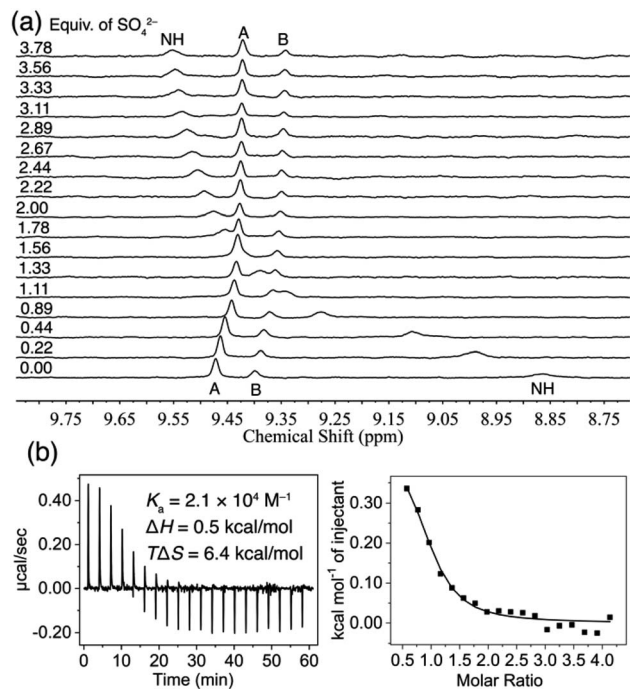 (a) Equiv. of SO₄²⁻
NH A B
3.78
3.56
3.33
3.11
2.89
2.67
2.44
2.22
2.00
1.78
1.56
1.33
1.11
0.89
0.44
0.22
0.00
A B NH
9.75 9.65 9.55 9.45 9.35 9.25 9.15 9.05 8.95 8.85 8.75
Chemical Shift (ppm)
(b)
µcal/sec
0.40
0.20
0.00
-0.20
Kₐ = 2.1 × 10⁴ M⁻¹
ΔH = 0.5 kcal/mol
TΔS = 6.4 kcal/mol
0 10 20 30 40 50 60
Time (min)
kcal mol⁻¹ of injectant
0.30
0.20
0.10
0.00
0.5 1.0 1.5 2.0 2.5 3.0 3.5 4.0
Molar Ratio